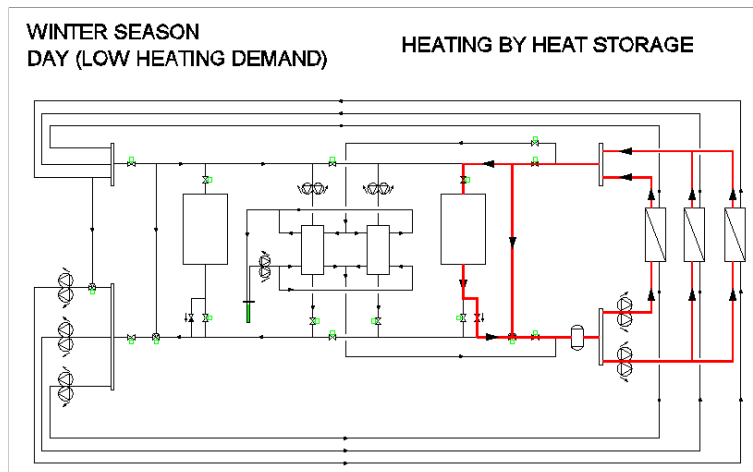 WINTER SEASON
DAY (LOW HEATING DEMAND)
HEATING BY HEAT STORAGE